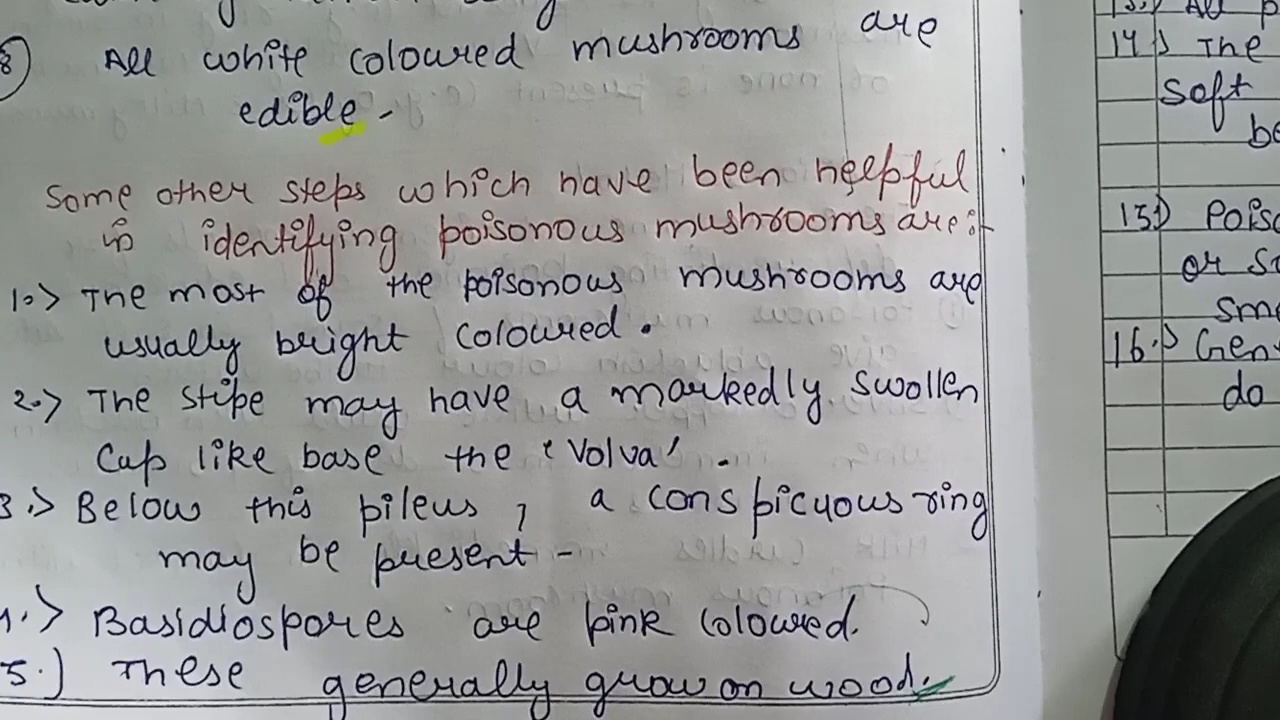 8
All white coloured mushrooms are
edible.
Some other steps which have been helpful
in identifying poisonous mushrooms are:-
1.> The most of the poisonous mushrooms are
usually bright coloured.
2.> The stipe may have a markedly swollen
Cup like base the 'Volva'.
3.> Below this pileus, a conspicuous ring
may be present-
4.> Basidiospores are pink coloured.
5.) These generally grow on wood.
14.) The
Soft
15.)
or
16.)
do